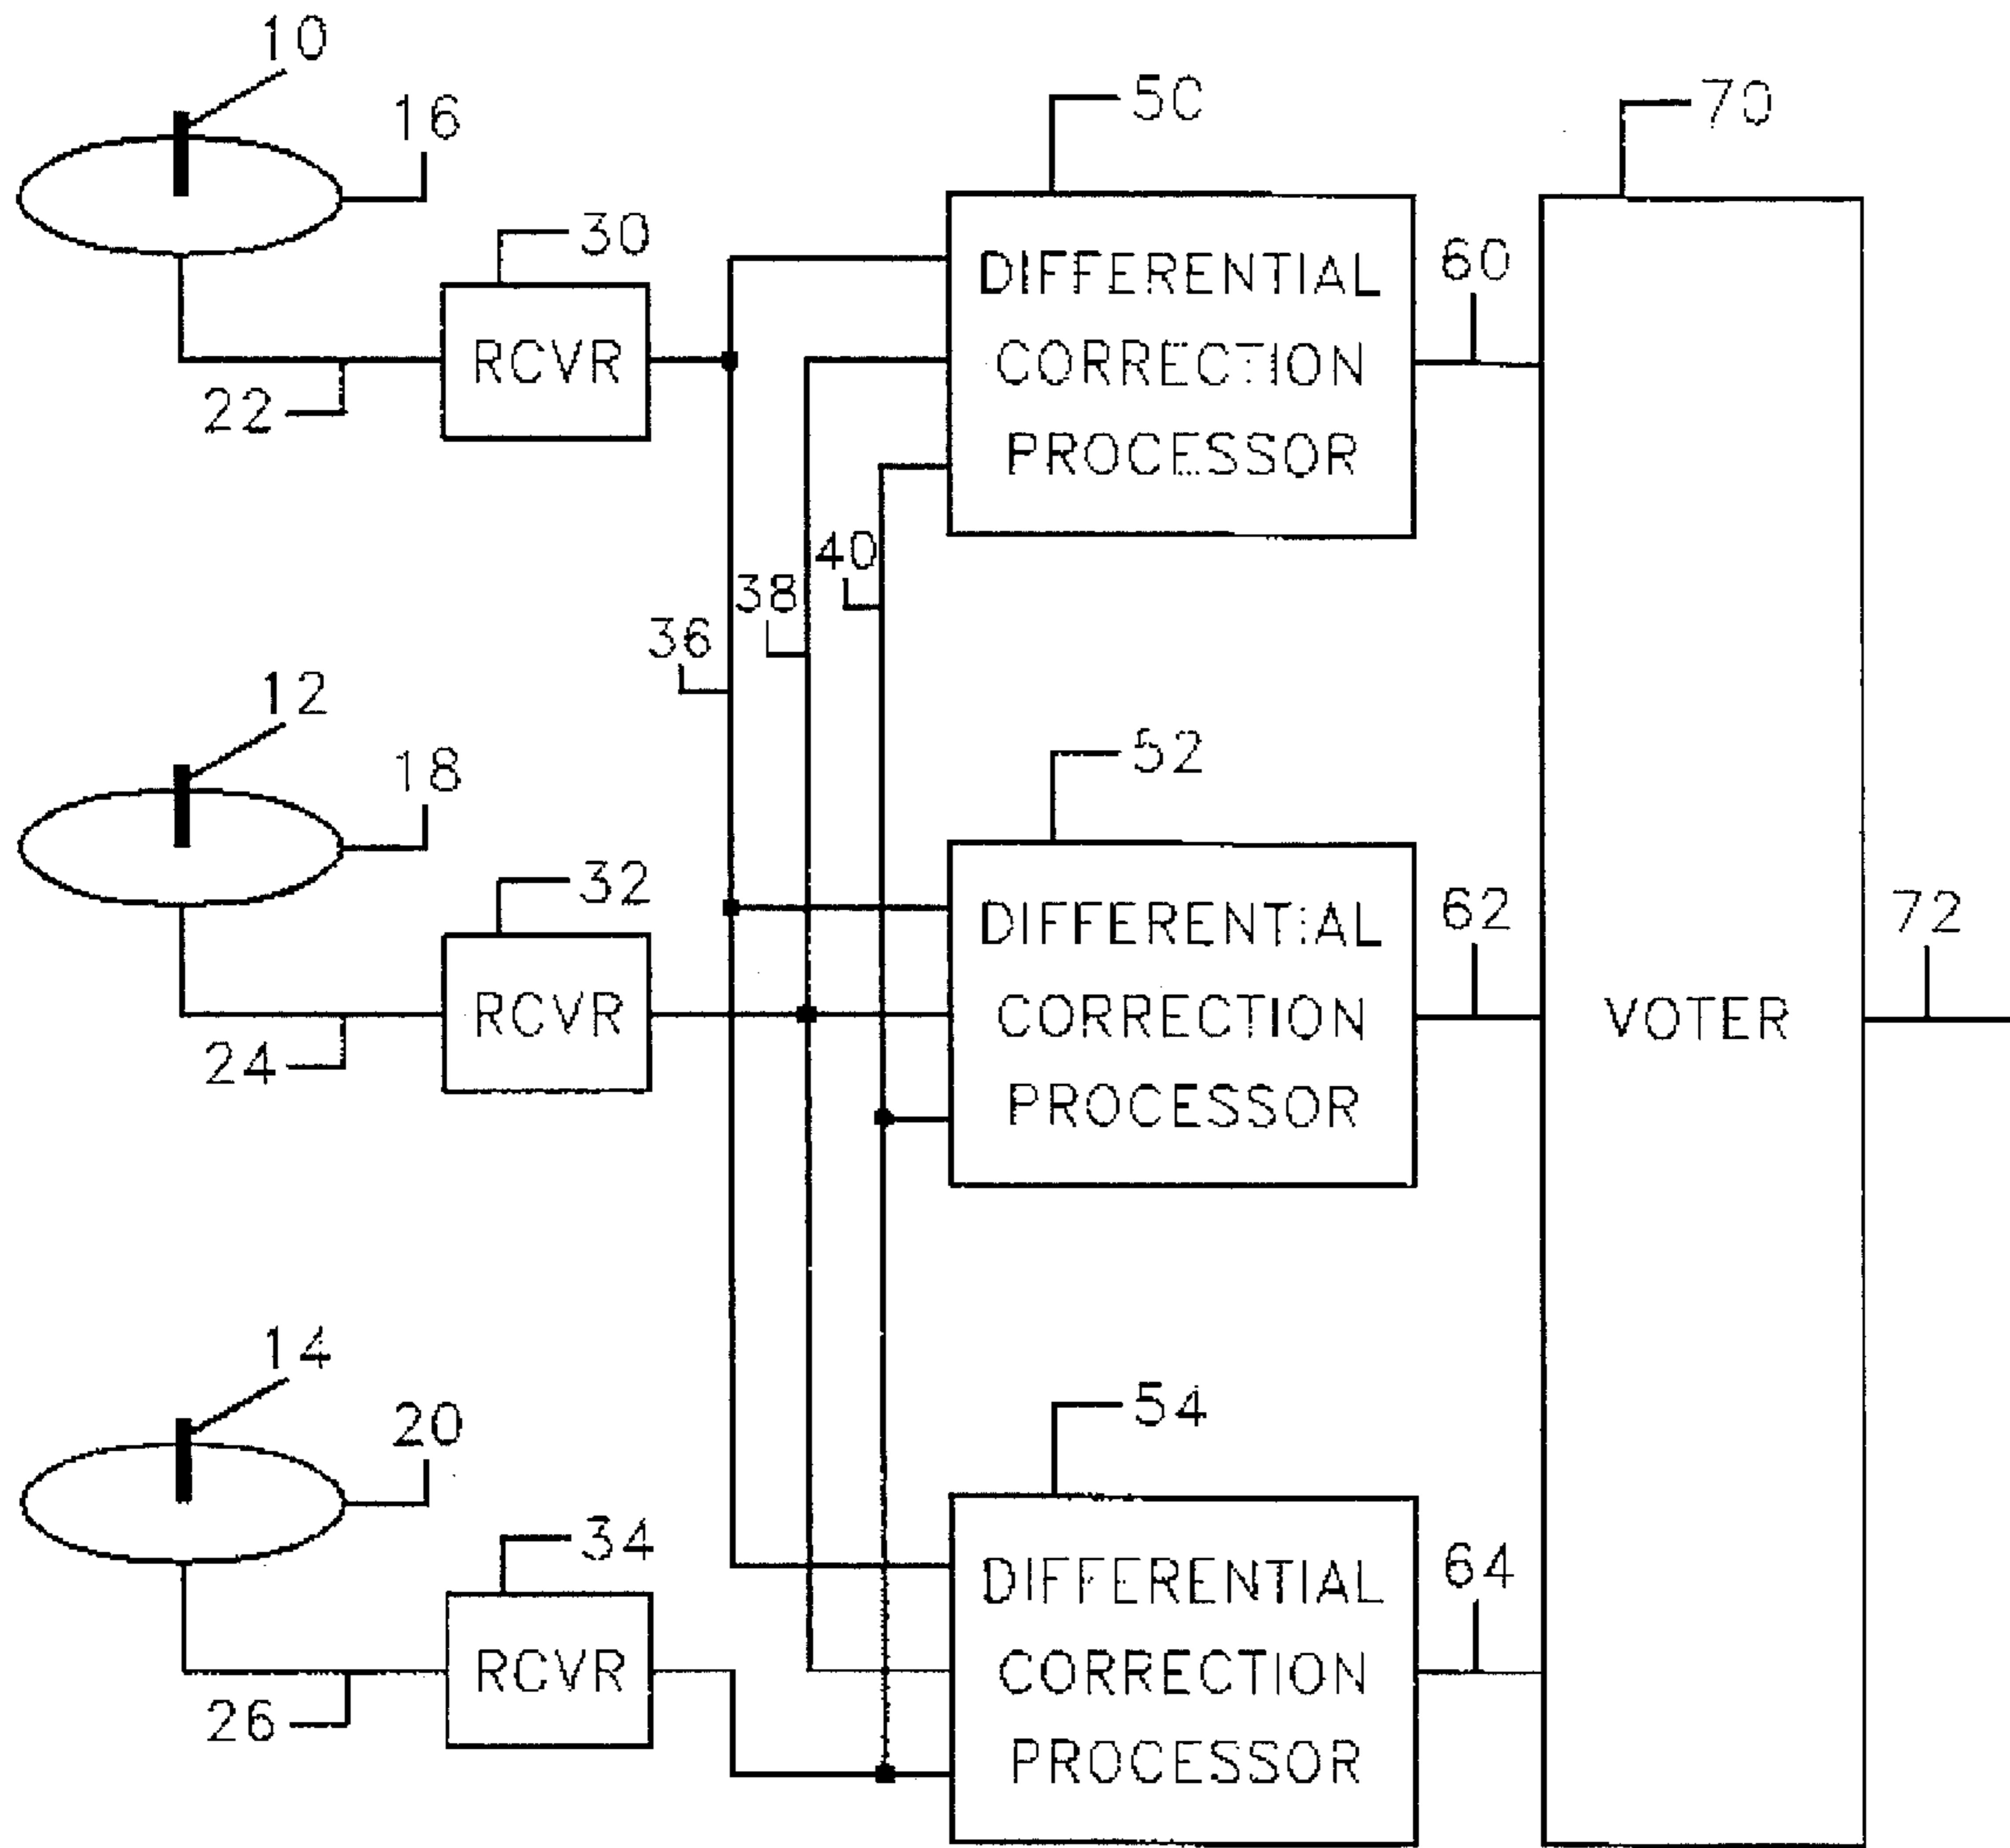 10
16
50
70
30
DIFFERENTIAL
CORRECTION
PROCESSOR
60
RCVR
22
40
38
36
12
18
52
32
DIFFERENTIAL
CORRECTION
PROCESSOR
62
72
RCVR
VOTER
24
14
20
54
34
DIFFERENTIAL
CORRECTION
PROCESSOR
64
RCVR
26